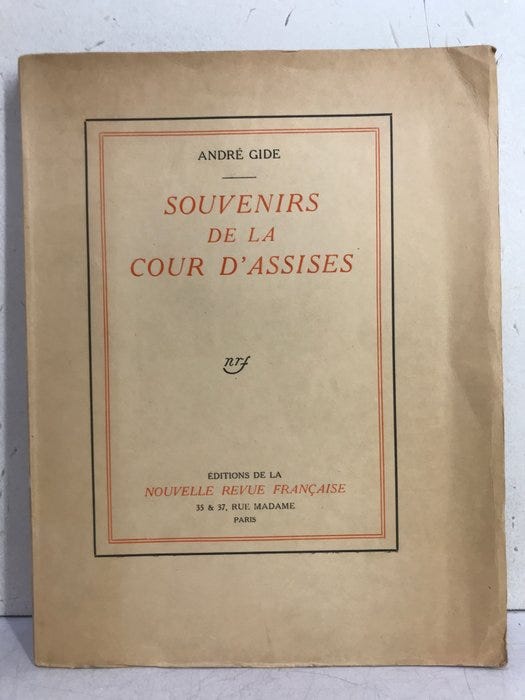 ANDRÉ GIDE
SOUVENIRS
DE LA
COUR D'ASSISES
nrf
ÉDITIONS DE LA
NOUVELLE REVUE FRANÇAISE
35 & 37, RUE MADAME
PARIS